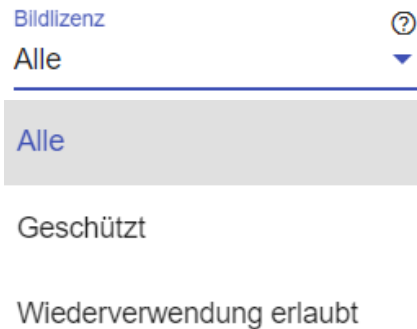 Bildlizenz
Alle
Alle
Geschützt
Wiederverwendung erlaubt